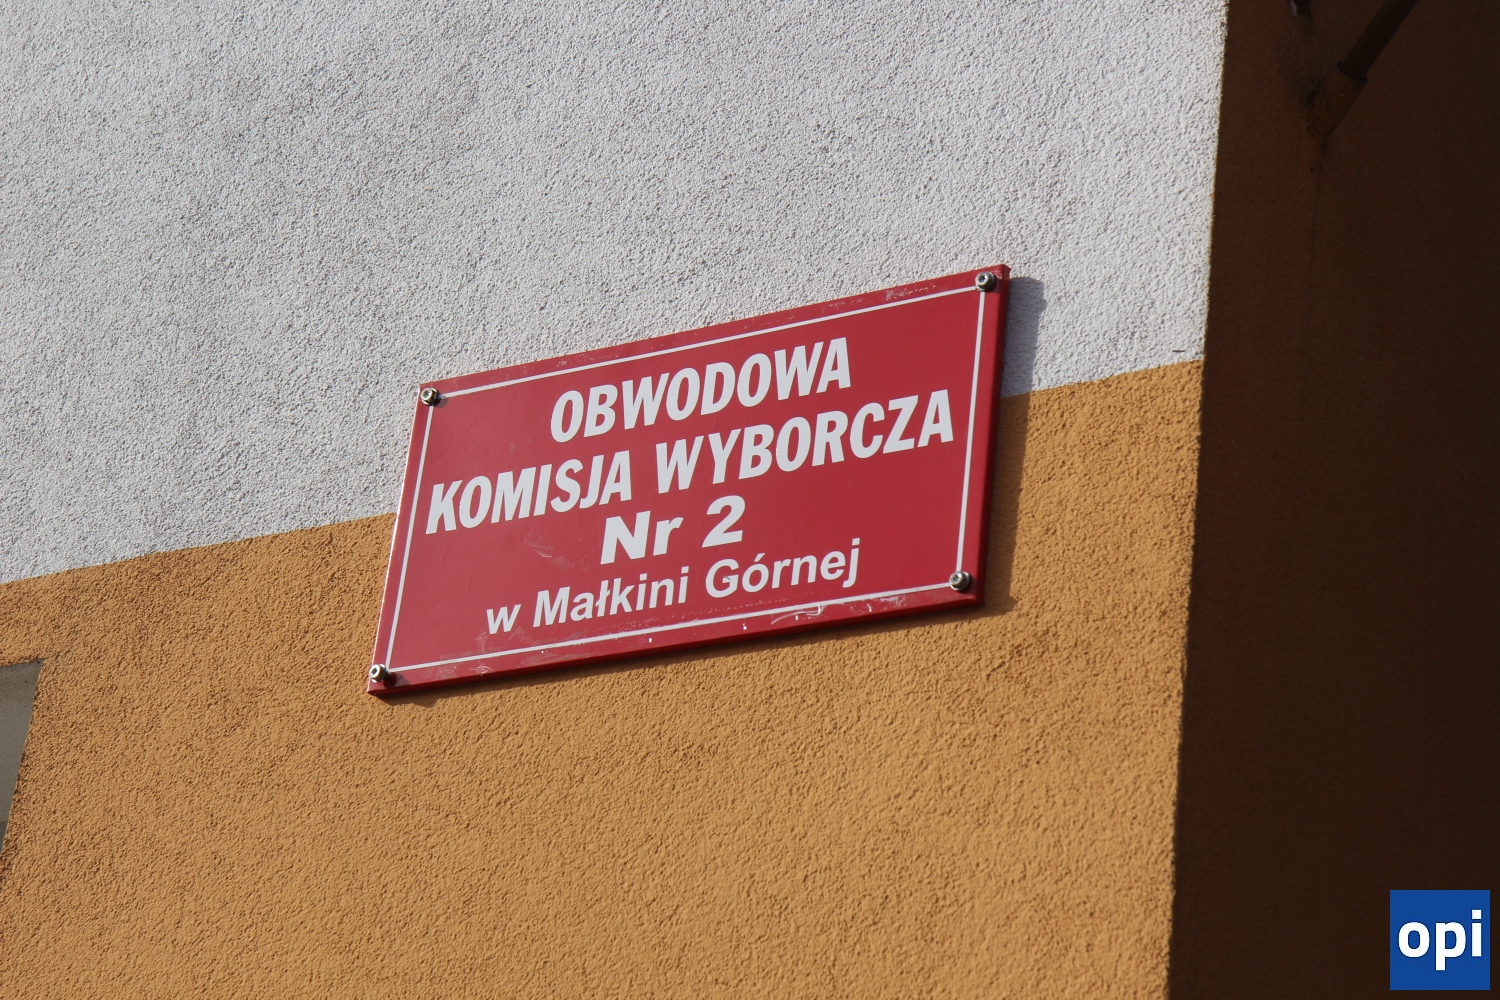 OBWODOWA
KOMISJA WYBORCZA
Nr 2
w Małkini Górnej
opi